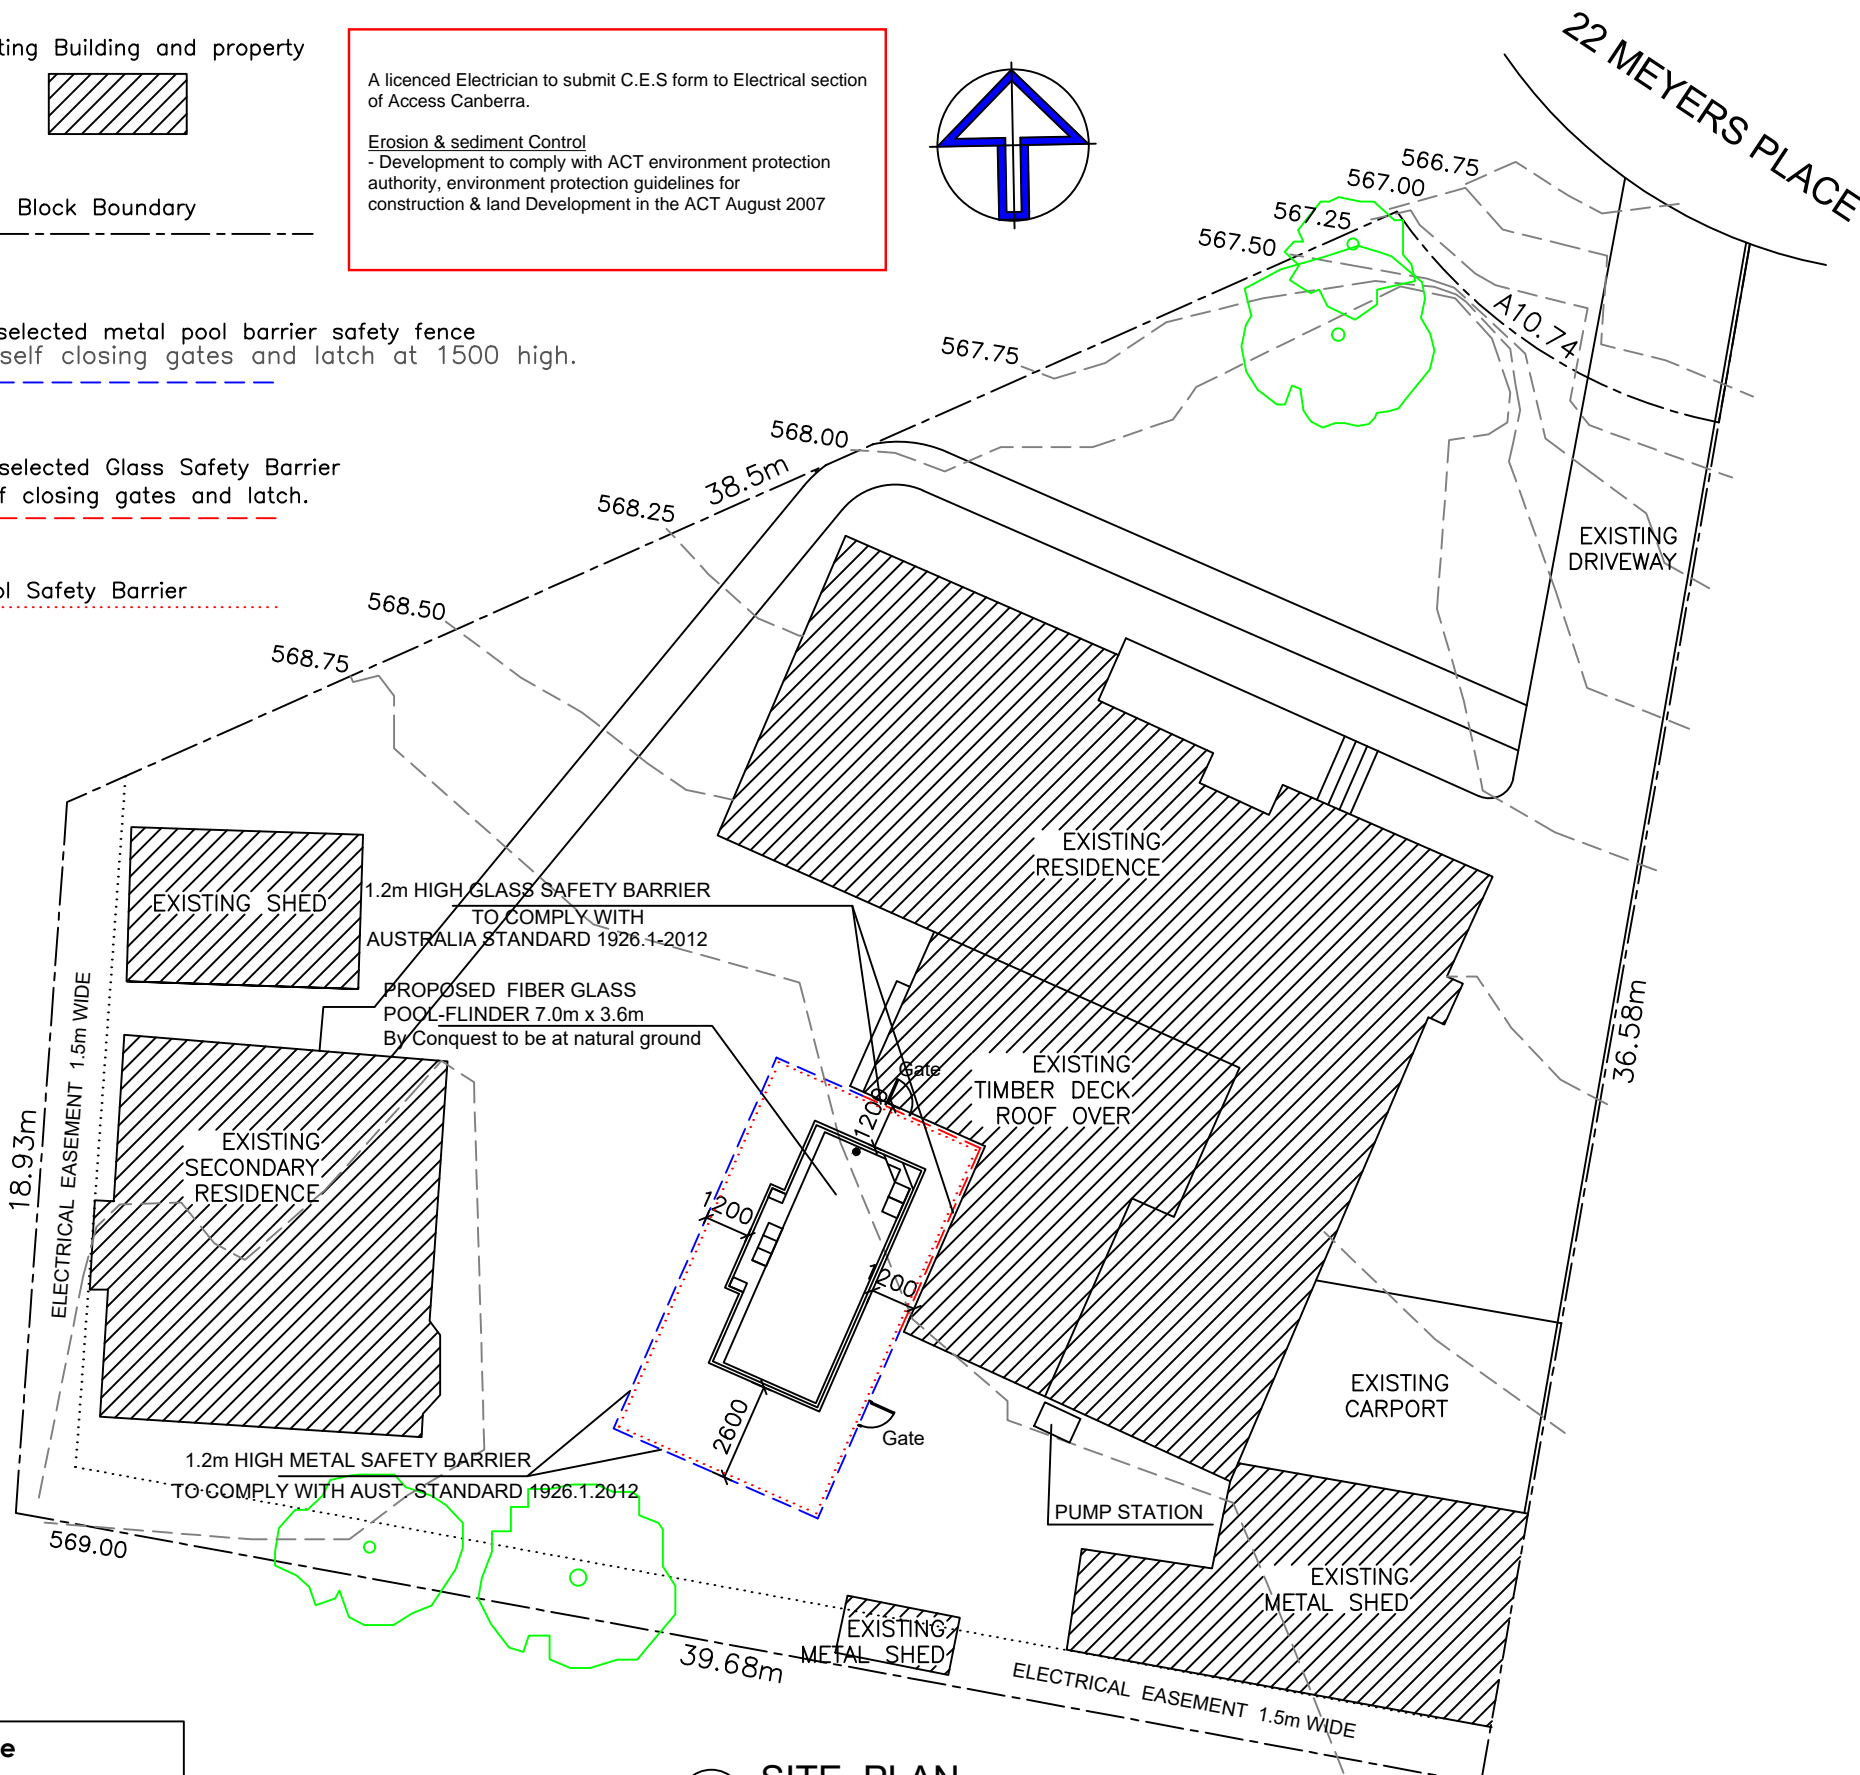 ting Building and property
Block Boundary
selected metal pool barrier safety fence
self closing gates and latch at 1500 high.
selected Glass Safety Barrier
f closing gates and latch.
ol Safety Barrier
A licenced Electrician to submit C.E.S form to Electrical section
of Access Canberra.
Erosion & sediment Control
- Development to comply with ACT environment protection
authority, environment protection guidelines for
construction & land Development in the ACT August 2007
22 MEYERS PLACE
566.75
567.00
567.25
567.50
567.75
568.00
568.25
568.50
568.75
38.5m
A10.74
EXISTING
DRIVEWAY
EXISTING
RESIDENCE
EXISTING SHED
1.2m HIGH GLASS SAFETY BARRIER
TO COMPLY WITH
AUSTRALIA STANDARD 1926.1-2012
PROPOSED FIBER GLASS
POOL-FLINDER 7.0m x 3.6m
By Conquest to be at natural ground
36.58m
ELECTRICAL EASEMENT 1.5m WIDE
18.93m
EXISTING
SECONDARY
RESIDENCE
Gate
EXISTING
TIMBER DECK
ROOF OVER
1200
1200
1200
2600
Gate
EXISTING
CARPORT
1.2m HIGH METAL SAFETY BARRIER
TO COMPLY WITH AUST. STANDARD 1926.1.2012
PUMP STATION
569.00
EXISTING
METAL SHED
EXISTING
METAL SHED
39.68m
ELECTRICAL EASEMENT 1.5m WIDE
e
SITE PLAN